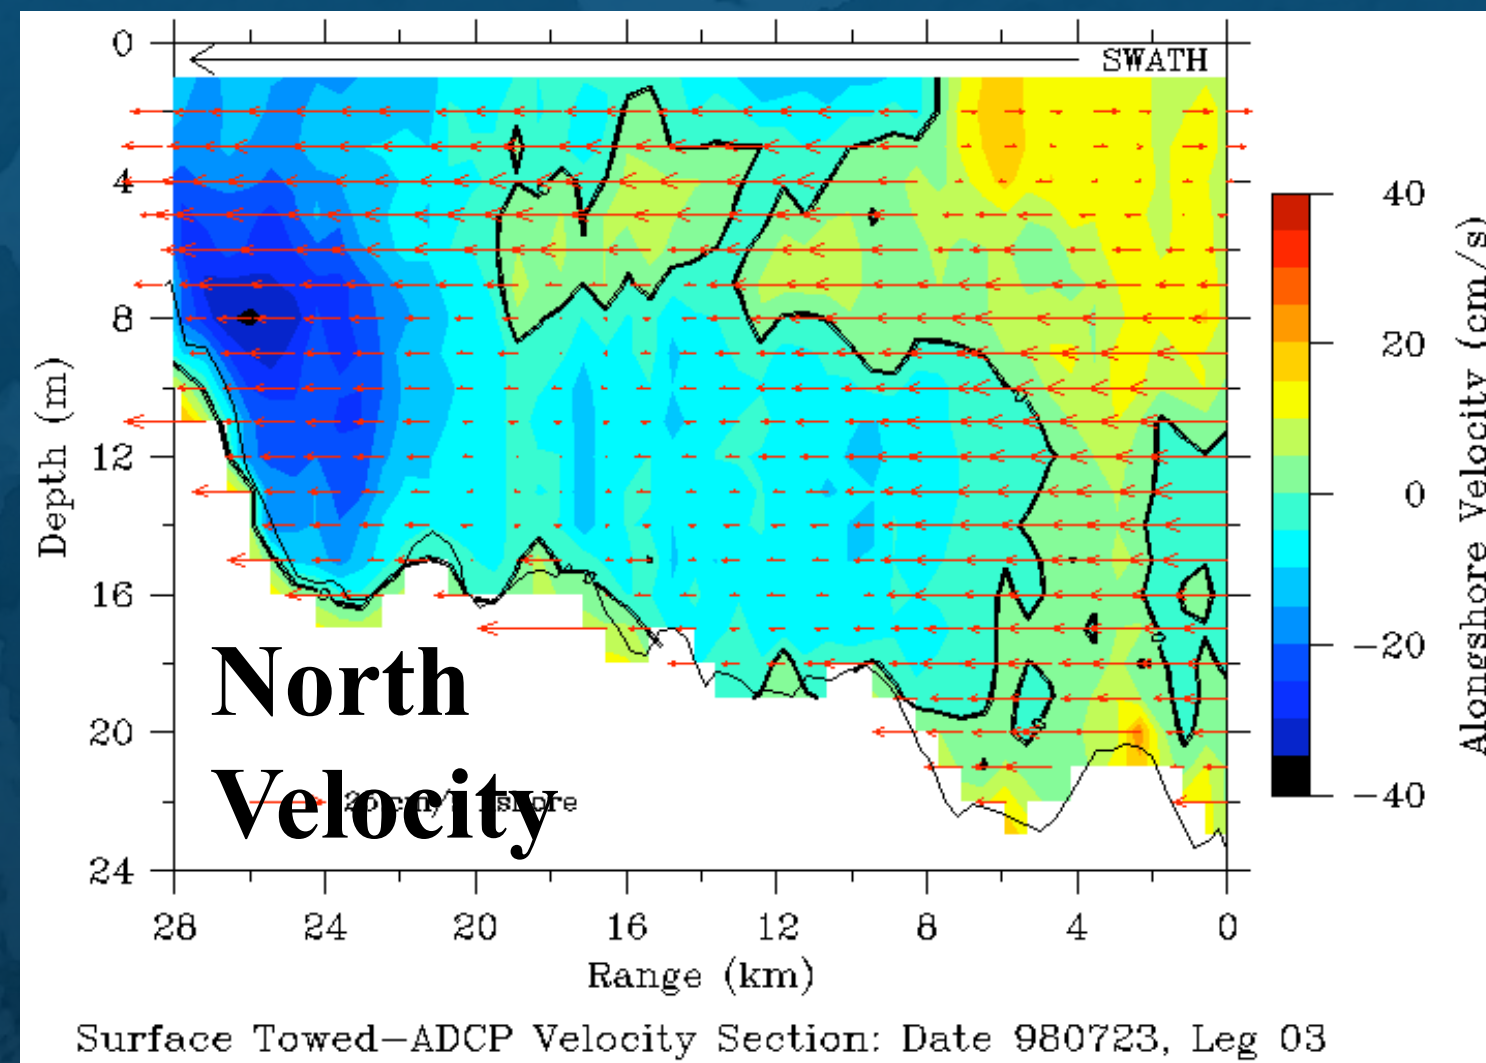 0
SWATH
4
8
12
16
20
24
Depth (m)
North
Velocity
28 24 20 16 12 8 4 0
Range (km)
40
20
0
−20
−40
Alongshore Velocity (cm/s)
Surface Towed−ADCP Velocity Section: Date 980723, Leg 03